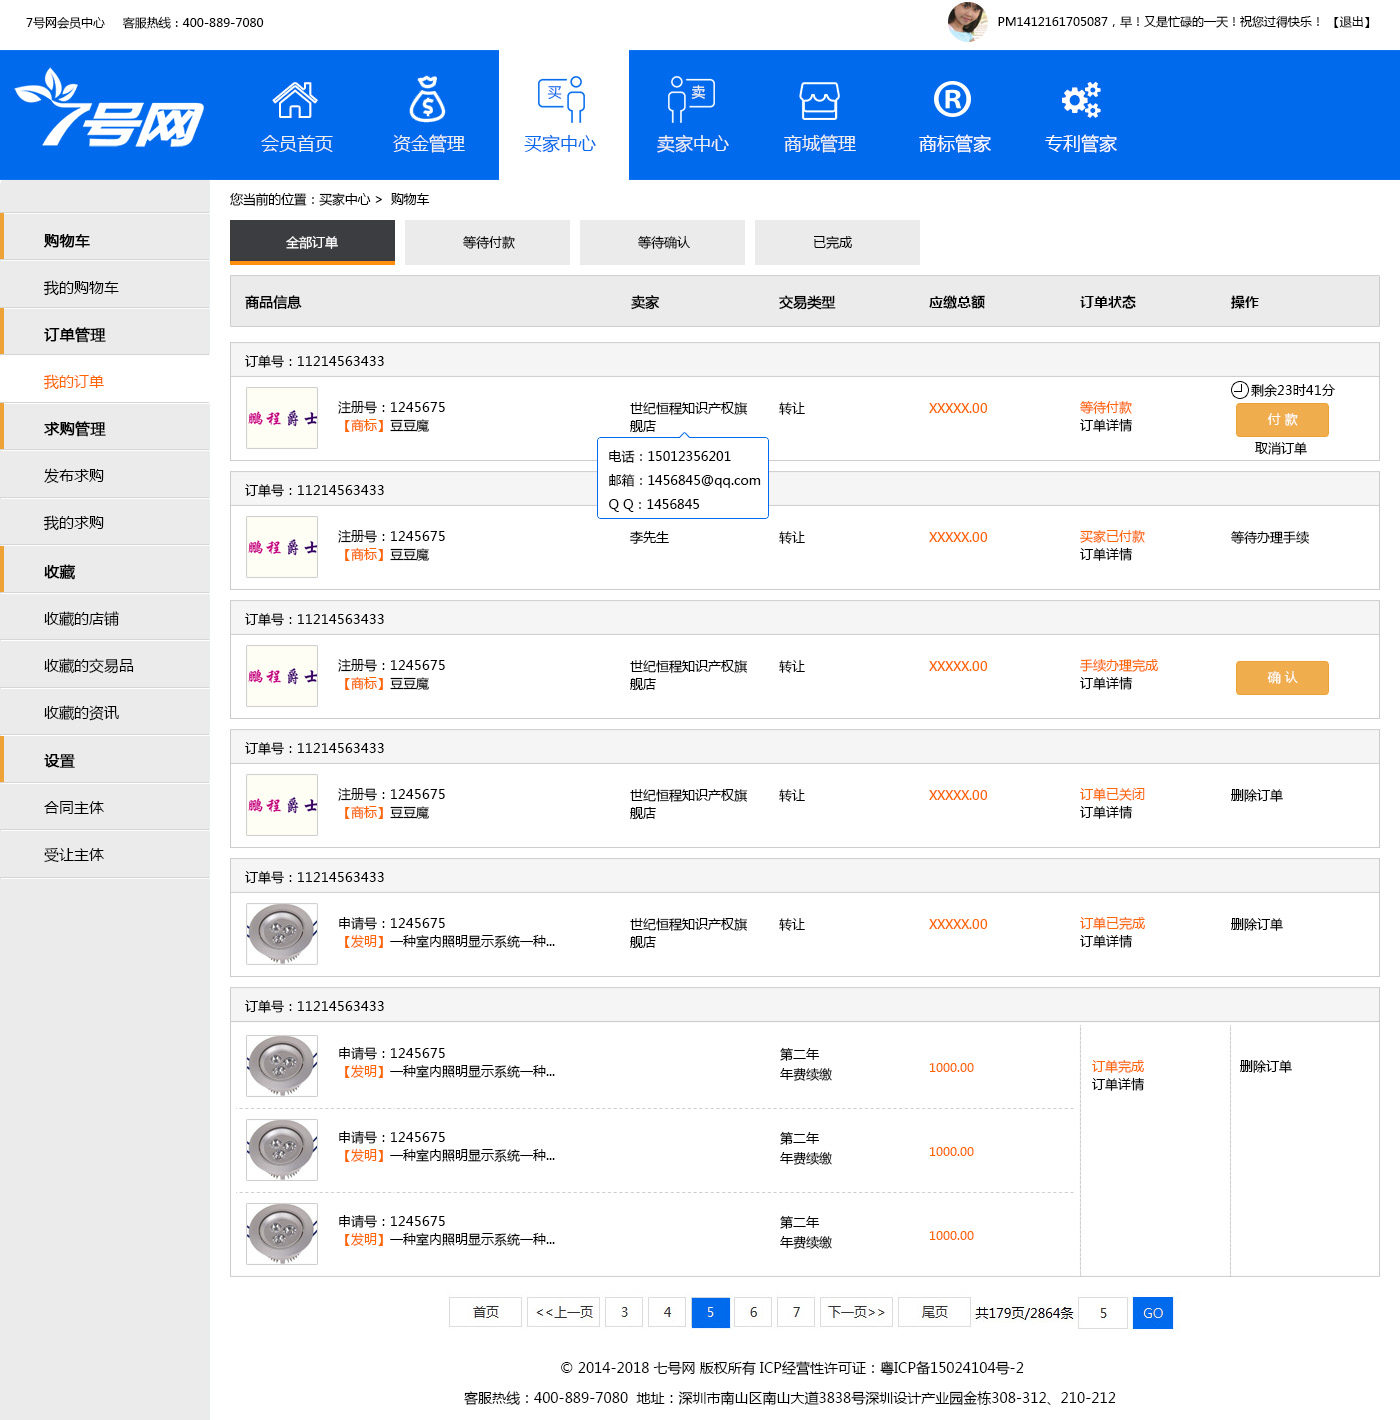 7号网会员中心 客服热线：400-889-7080
PM1412161705087，早！又是忙碌的一天！祝您过得快乐！【退出】
7号网
买
卖
R
会员首页 资金管理 买家中心 卖家中心 商城管理 商标管家 专利管家
您当前的位置：买家中心 > 购物车
购物车
我的购物车
订单管理
我的订单
求购管理
发布求购
我的求购
收藏
收藏的店铺
收藏的交易品
收藏的资讯
设置
合同主体
受让主体
全部订单 等待付款 等待确认 已完成
商品信息 卖家 交易类型 应缴总额 订单状态 操作
订单号：11214563433
鹏程爵士
注册号：1245675
【商标】豆豆魔
世纪恒程知识产权旗
舰店
转让
XXXXX.00
等待付款
订单详情
剩余23时41分
付 款
取消订单
电话：15012356201
邮箱：1456845@qq.com
Q Q：1456845
订单号：11214563433
鹏程爵士
注册号：1245675
【商标】豆豆魔
李先生
转让
XXXXX.00
买家已付款
订单详情
等待办理手续
订单号：11214563433
鹏程爵士
注册号：1245675
【商标】豆豆魔
世纪恒程知识产权旗
舰店
转让
XXXXX.00
手续办理完成
订单详情
确 认
订单号：11214563433
鹏程爵士
注册号：1245675
【商标】豆豆魔
世纪恒程知识产权旗
舰店
转让
XXXXX.00
订单已关闭
订单详情
删除订单
订单号：11214563433
申请号：1245675
【发明】一种室内照明显示系统一种...
世纪恒程知识产权旗
舰店
转让
XXXXX.00
订单已完成
订单详情
删除订单
订单号：11214563433
申请号：1245675
【发明】一种室内照明显示系统一种...
第二年
年费续缴
1000.00
订单完成
订单详情
删除订单
申请号：1245675
【发明】一种室内照明显示系统一种...
第二年
年费续缴
1000.00
申请号：1245675
【发明】一种室内照明显示系统一种...
第二年
年费续缴
1000.00
首页 <<上一页 3 4 5 6 7 下一页>> 尾页 共179页/2864条 5 GO
© 2014-2018 七号网 版权所有 ICP经营性许可证：粤ICP备15024104号-2
客服热线：400-889-7080 地址：深圳市南山区南山大道3838号深圳设计产业园金栋308-312、210-212